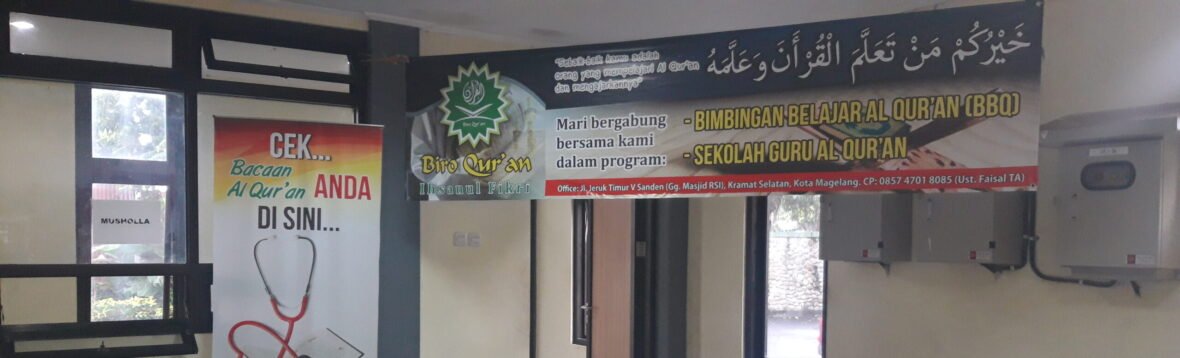 "Sebaik-baik kamu adalah
orang yang mempelajari Al Qur'an
dan mengajarkannya"
خَيْرُكُمْ مَنْ تَعَلَّمَ الْقُرْأَنَ وَعَلَّمَهُ
Biro Qur'an
Biro Qur'an
Ihsanul Fikri
Mari bergabung
bersama kami
dalam program:
- BIMBINGAN BELAJAR AL QUR'AN (BBQ)
- SEKOLAH GURU AL QUR'AN
Office: Jl. Jeruk Timur V Sanden (Gg. Masjid RSI), Kramat Selatan, Kota Magelang. CP: 0857 4701 8085 (Ust. Faisal TA)
CEK...
Bacaan
Al Qur'an ANDA
DI SINI...
MUSHOLLA